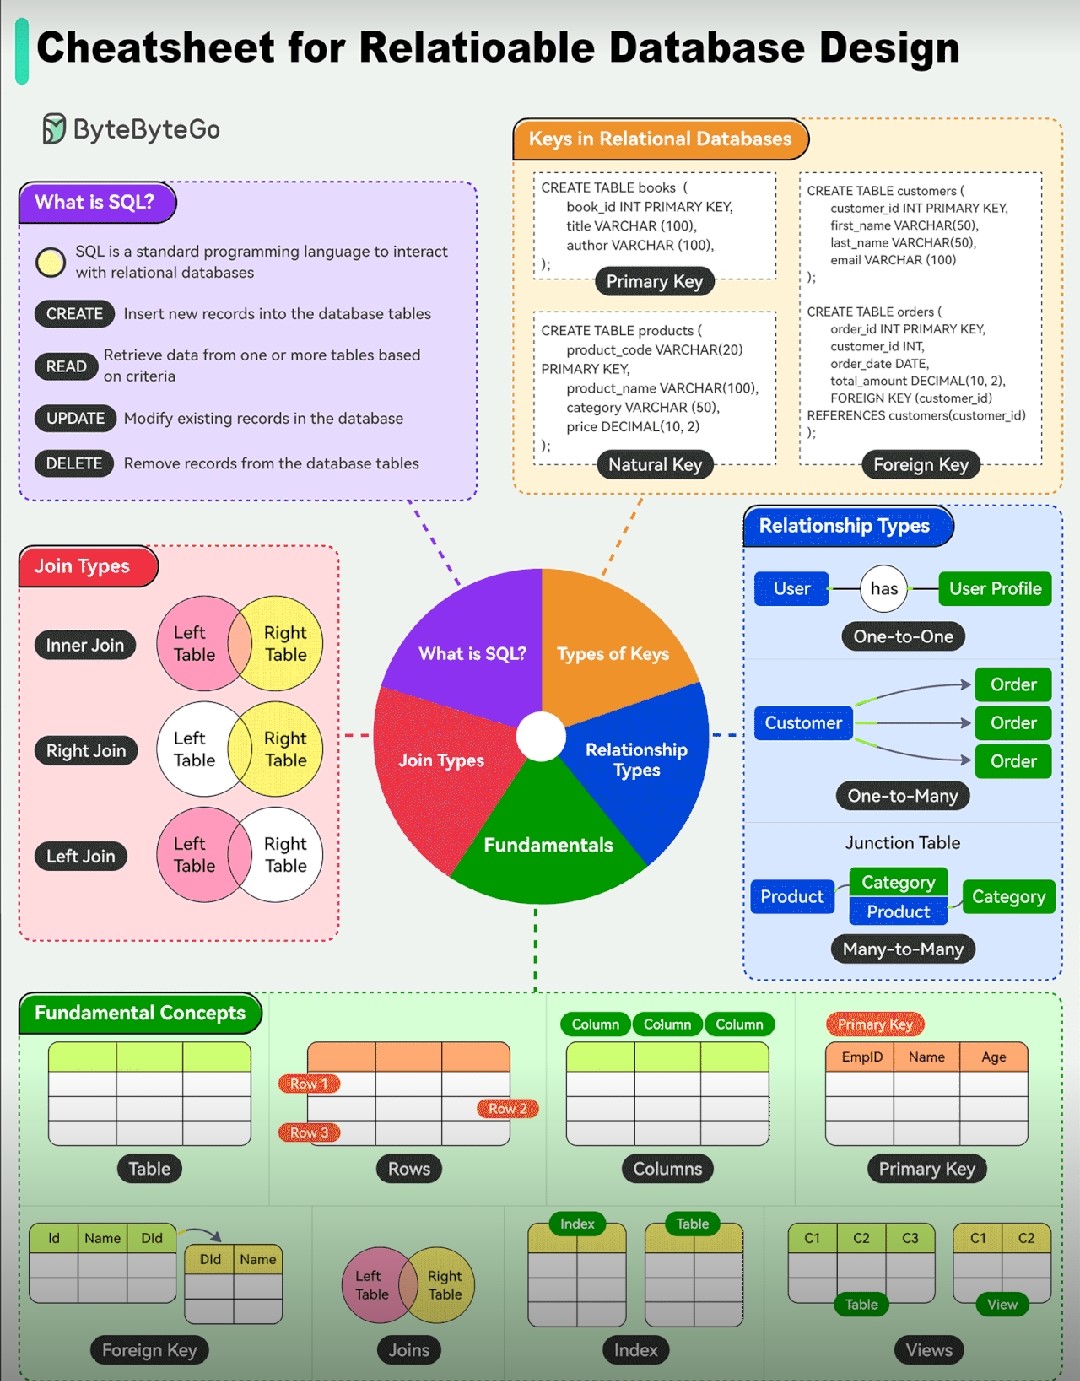 Cheatsheet for Relatioable Database Design
ByteByteGo
What is SQL?
SQL is a standard programming language to interact
with relational databases
CREATE Insert new records into the database tables
READ Retrieve data from one or more tables based
on criteria
UPDATE Modify existing records in the database
DELETE Remove records from the database tables
Keys in Relational Databases
CREATE TABLE books (
book_id INT PRIMARY KEY,
title VARCHAR (100),
author VARCHAR (100),
);
Primary Key
CREATE TABLE products (
product_code VARCHAR(20)
PRIMARY KEY,
product_name VARCHAR(100),
category VARCHAR (50),
price DECIMAL(10, 2)
);
Natural Key
CREATE TABLE customers (
customer_id INT PRIMARY KEY,
first_name VARCHAR(50),
last_name VARCHAR(50),
email VARCHAR (100)
);
CREATE TABLE orders (
order_id INT PRIMARY KEY,
customer_id INT,
order_date DATE,
total_amount DECIMAL(10, 2),
FOREIGN KEY (customer_id)
REFERENCES customers(customer_id)
);
Foreign Key
Join Types
Inner Join
Left
Table
Right
Table
Right Join
Left
Table
Right
Table
Left Join
Left
Table
Right
Table
What is SQL?
Types of Keys
Join Types
Relationship
Types
Fundamentals
Relationship Types
User has User Profile
One-to-One
Customer
Order
Order
Order
One-to-Many
Junction Table
Product
Category
Product
Category
Many-to-Many
Fundamental Concepts
Table
Row 1
Row 2
Row 3
Rows
Column Column Column
Columns
Primary Key
EmpID Name Age
Primary Key
Id Name DId
DId Name
Foreign Key
Left
Table
Right
Table
Joins
Index
Table
Index
C1 C2 C3
Table
C1 C2
View
Views